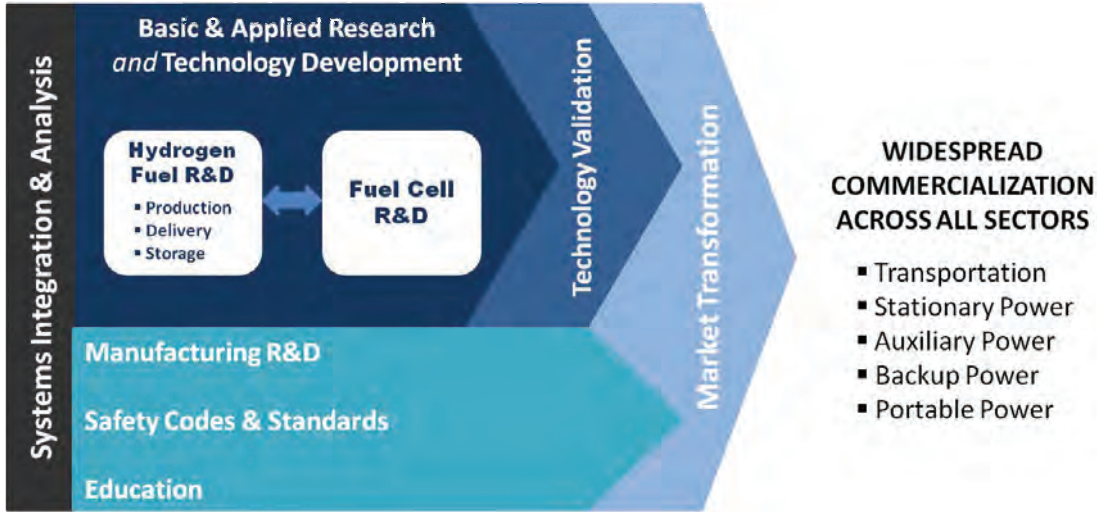 Systems Integration & Analysis
Basic & Applied Research
and Technology Development
Hydrogen
Fuel R&D
▪ Production
▪ Delivery
▪ Storage
Fuel Cell
R&D
Technology Validation
Market Transformation
Manufacturing R&D
Safety Codes & Standards
Education
WIDESPREAD
COMMERCIALIZATION
ACROSS ALL SECTORS
▪ Transportation
▪ Stationary Power
▪ Auxiliary Power
▪ Backup Power
▪ Portable Power